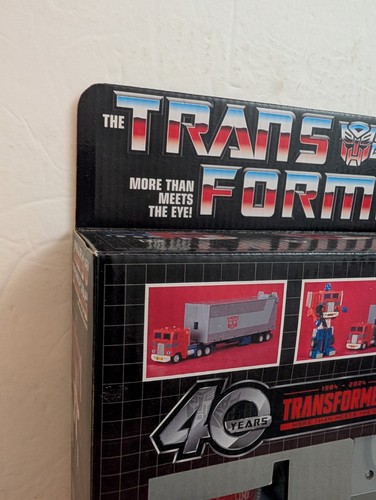 THE TRANS
MORE THAN
MEETS
THE EYE!
FORM
40
YEARS
1984 - 2024
TRANSFORME